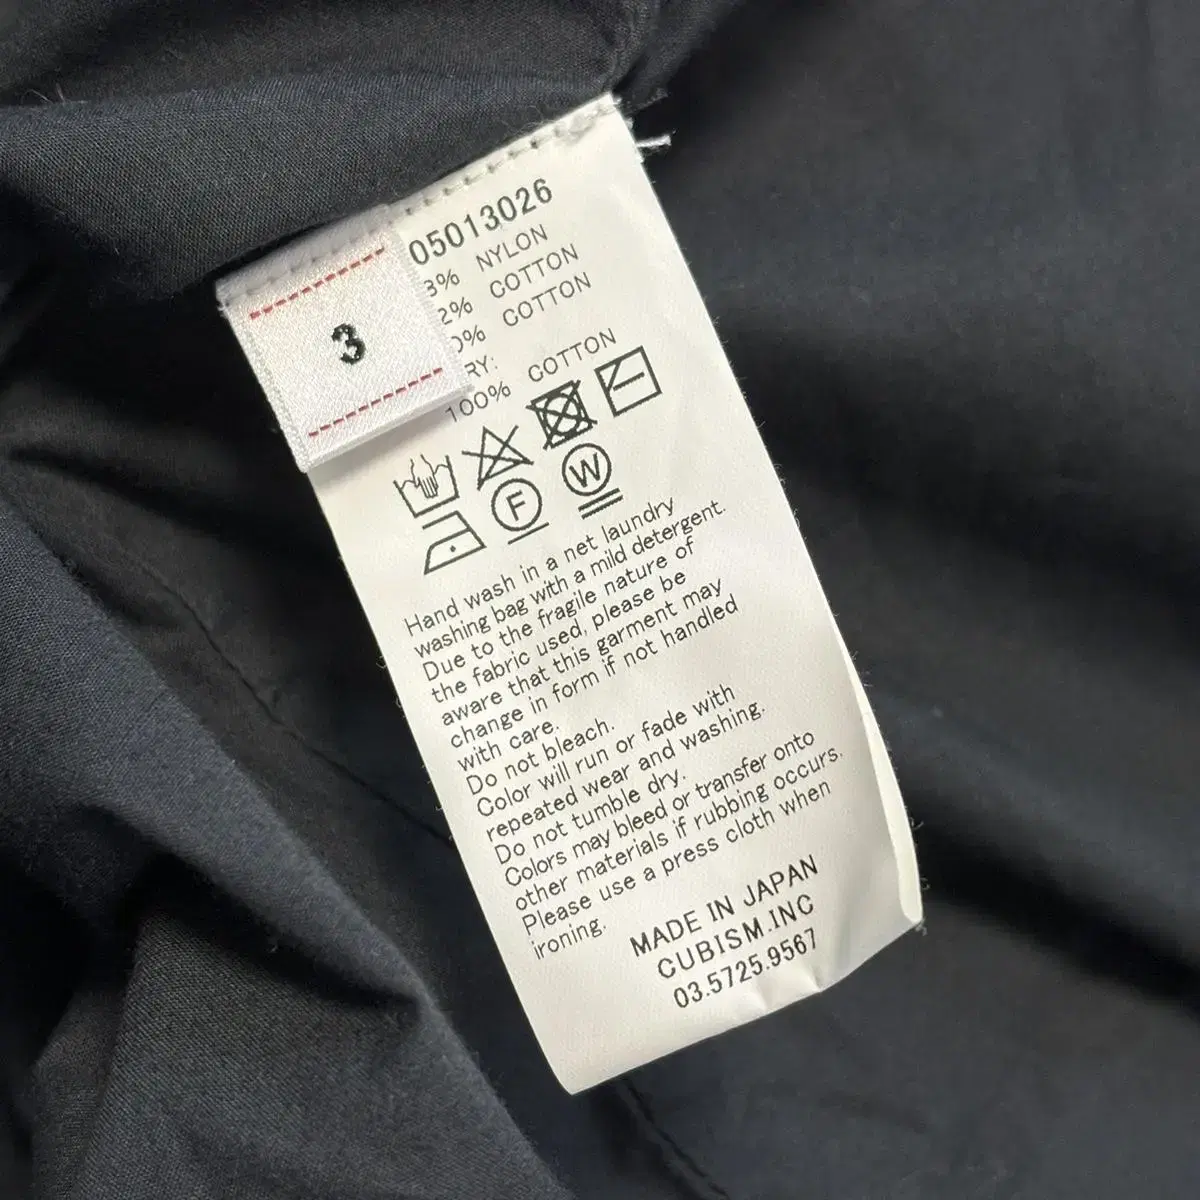 3
05013026
3% NYLON
2% COTTON
0% COTTON
RY:
100% COTTON
F
W
Hand wash in a net laundry
washing bag with a mild detergent.
Due to the fragile nature of
the fabric used, please be
aware that this garment may
change in form if not handled
with care.
Do not bleach.
Color will run or fade with
repeated wear and washing.
Do not tumble dry.
Colors may bleed or transfer onto
other materials if rubbing occurs.
Please use a press cloth when
ironing.
MADE IN JAPAN
CUBISM.INC
03.5725.9567